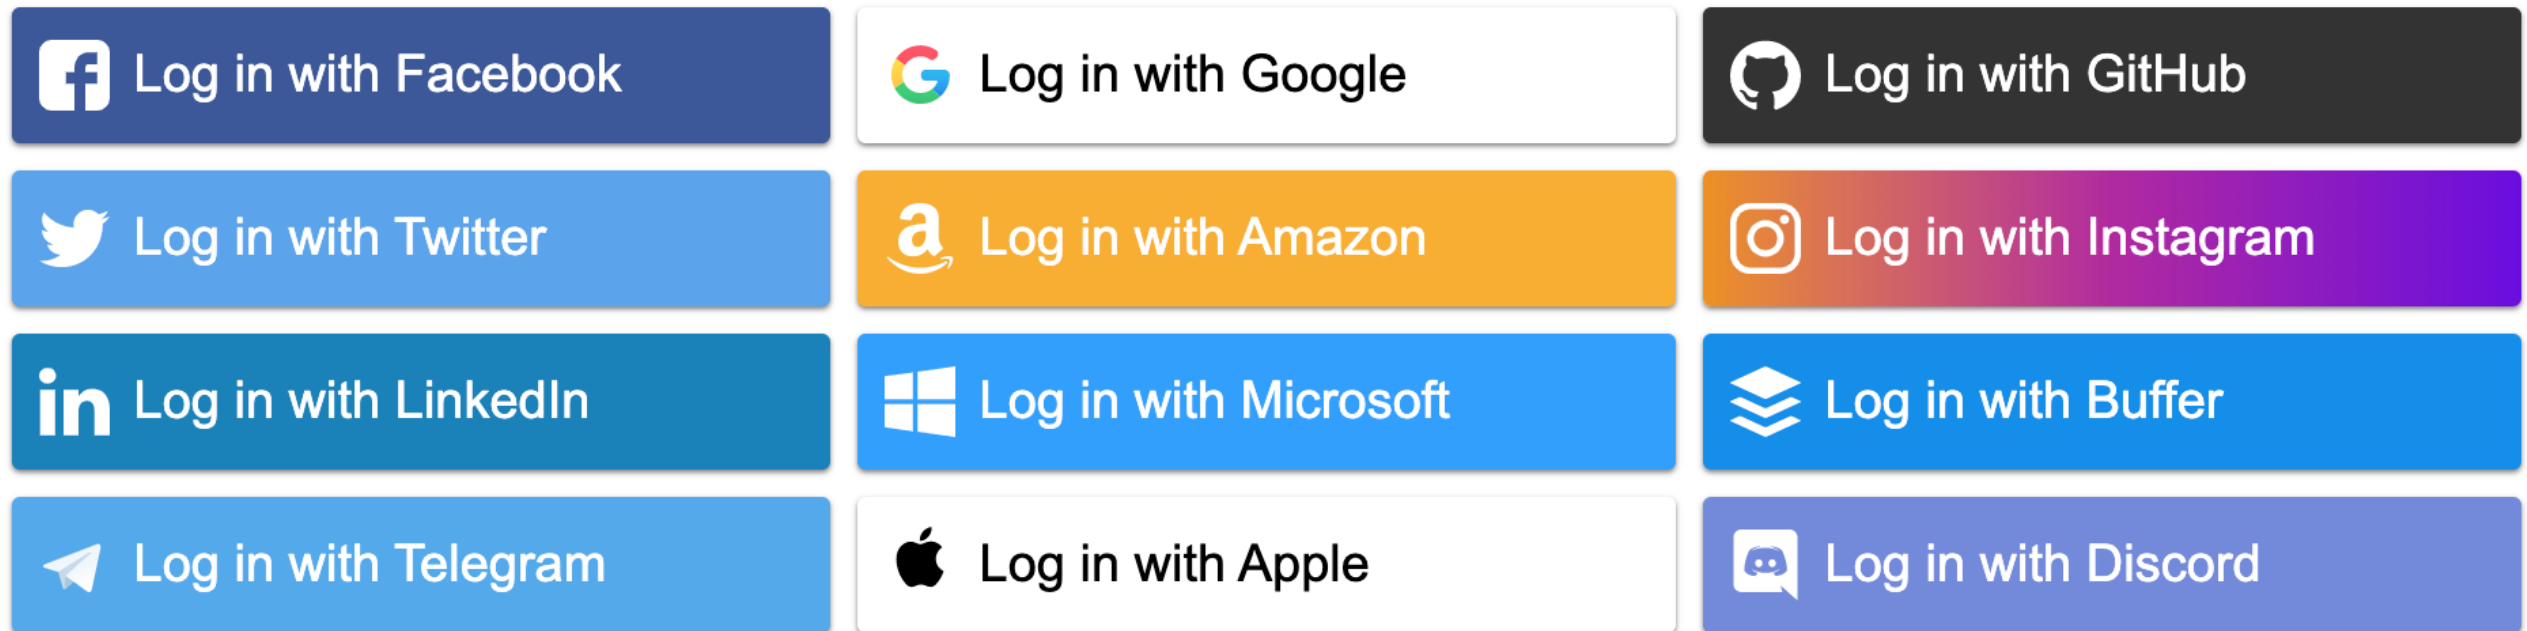 Log in with Facebook
Log in with Google
Log in with GitHub
Log in with Twitter
Log in with Amazon
Log in with Instagram
Log in with LinkedIn
Log in with Microsoft
Log in with Buffer
Log in with Telegram
Log in with Apple
Log in with Discord